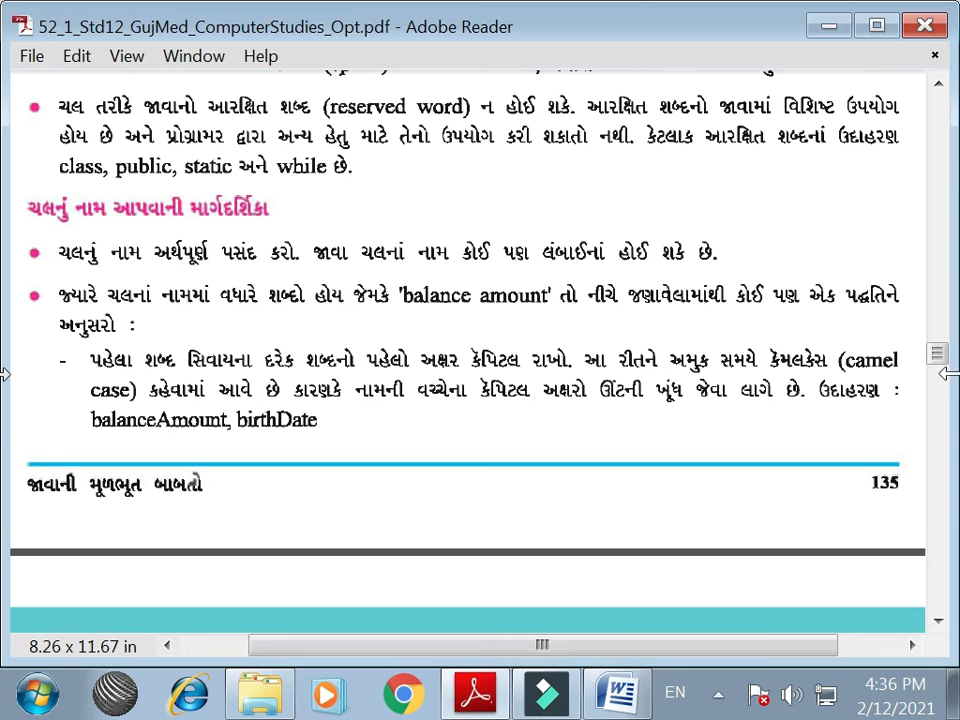 52_1_Std12_GujMed_ComputerStudies_Opt.pdf - Adobe Reader
File Edit View Window Help
• ચલ તરીકે જાવાનો આરક્ષિત શબ્દ (reserved word) ન હોઈ શકે. આરક્ષિત શબ્દનો જાવામાં વિશિષ્ટ ઉપયોગ
હોય છે અને પ્રોગ્રામર દ્વારા અન્ય હેતુ માટે તેનો ઉપયોગ કરી શકાતો નથી. કેટલાક આરક્ષિત શબ્દનાં ઉદાહરણ
class, public, static અને while છે.
ચલનું નામ આપવાની માર્ગદર્શિકા
• ચલનું નામ અર્થપૂર્ણ પસંદ કરો. જાવા ચલનાં નામ કોઈ પણ લંબાઈનાં હોઈ શકે છે.
• જ્યારે ચલનાં નામમાં વધારે શબ્દો હોય જેમકે 'balance amount' તો નીચે જણાવેલામાંથી કોઈ પણ એક પદ્ધતિને
અનુસરો :
- પહેલા શબ્દ સિવાયના દરેક શબ્દનો પહેલો અક્ષર કૅપિટલ રાખો. આ રીતને અમુક સમયે કૅમલકેસ (camel
case) કહેવામાં આવે છે કારણકે નામની વચ્ચેના કૅપિટલ અક્ષરો ઊંટની ખૂંધ જેવા લાગે છે. ઉદાહરણ :
balanceAmount, birthDate
જાવાની મૂળભૂત બાબતો 135
8.26 x 11.67 in
EN
4:36 PM
2/12/2021